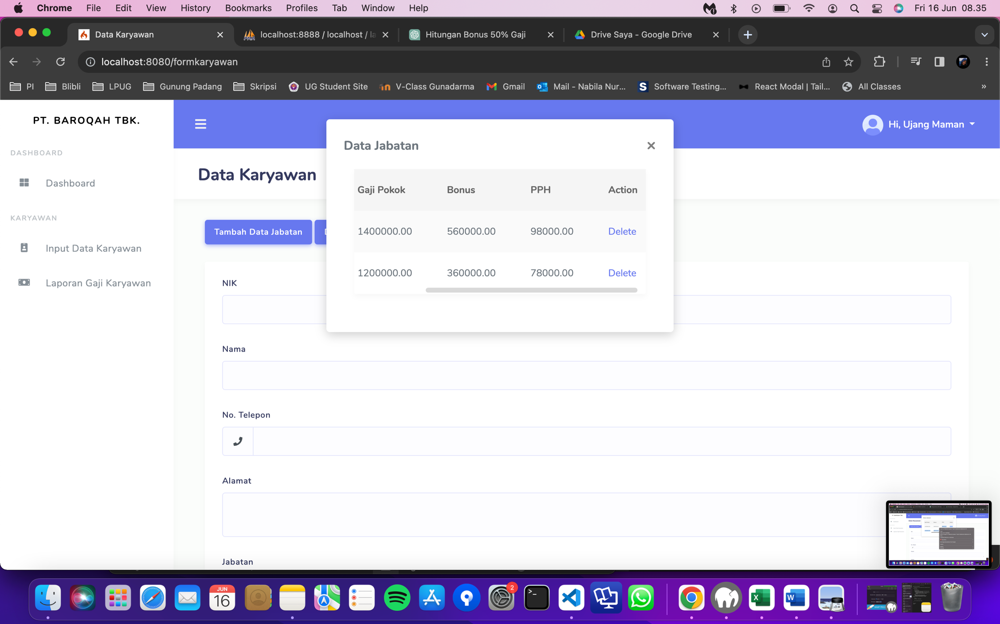 Chrome File Edit View History Bookmarks Profiles Tab Window Help Fri 16 Jun 08.35
Data Karyawan localhost:8888 / localhost / la Hitungan Bonus 50% Gaji Drive Saya - Google Drive
localhost:8080/formkaryawan
PI Blibli LPUG Gunung Padang Skripsi UG Student Site V-Class Gunadarma Gmail Mail - Nabila Nur... Software Testing... React Modal | Tail... All Classes »
PT. BAROQAH TBK.
Hi, Ujang Maman
DASHBOARD
Dashboard
KARYAWAN
Input Data Karyawan
Laporan Gaji Karyawan
Data Karyawan
Tambah Data Jabatan
Data Jabatan
Gaji Pokok Bonus PPH Action
1400000.00 560000.00 98000.00 Delete
1200000.00 360000.00 78000.00 Delete
NIK
Nama
No. Telepon
Alamat
Jabatan
JUN
16
2